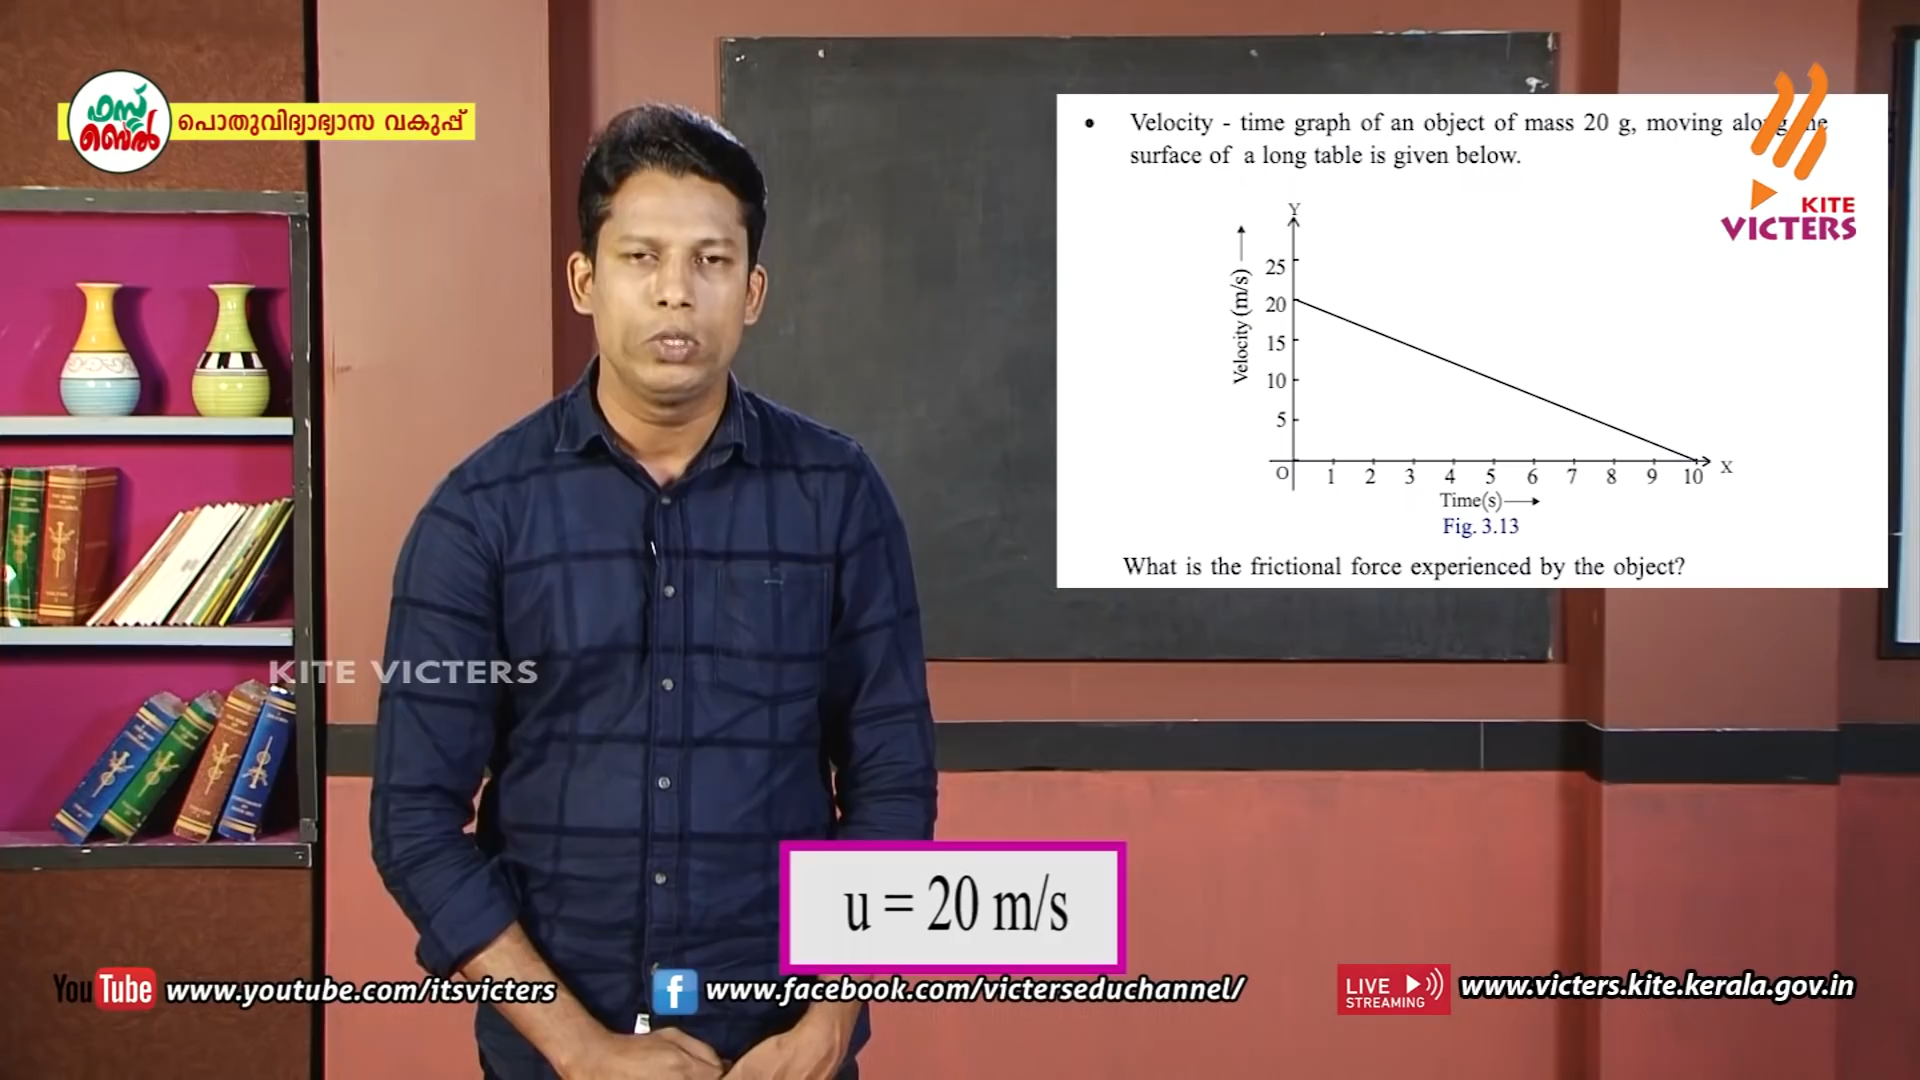 ഫസ്റ്റ്
ബെൽ
പൊതുവിദ്യാഭ്യാസ വകുപ്പ്
• Velocity - time graph of an object of mass 20 g, moving along the
surface of a long table is given below.
KITE
VICTERS
Y
Velocity (m/s)
25
20
15
10
5
O
1 2 3 4 5 6 7 8 9 10 X
Time(s)
Fig. 3.13
What is the frictional force experienced by the object?
KITE VICTERS
u = 20 m/s
YouTube www.youtube.com/itsvicters
f www.facebook.com/victerseduchannel/
LIVE
STREAMING
www.victers.kite.kerala.gov.in